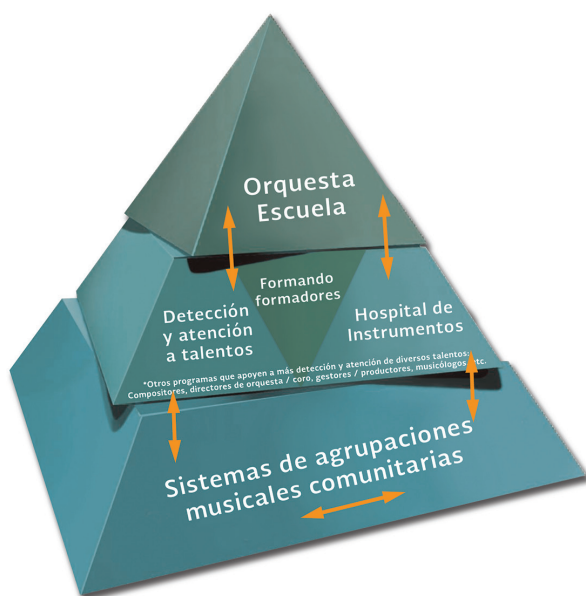 Orquesta
Escuela
Formando
formadores
Detección
y atención
a talentos
Hospital de
Instrumentos
*Otros programas que apoyen a más detección y atención de diversos talentos:
Compositores, directores de orquesta / coro, gestores / productores, musicólogos, etc.
Sistemas de agrupaciones
musicales comunitarias